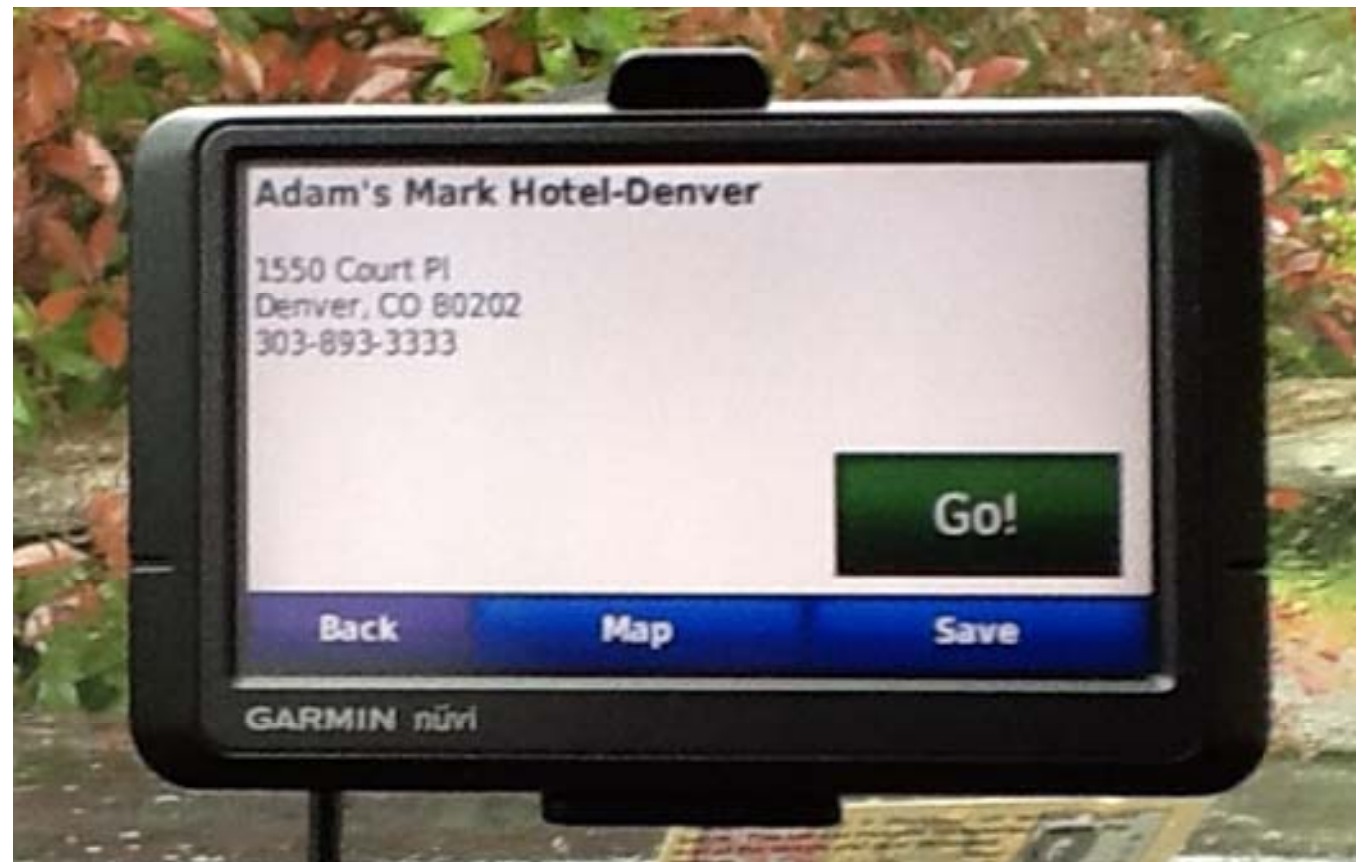 Adam's Mark Hotel-Denver
1550 Court Pl
Denver, CO 80202
303-893-3333
Go!
Back Map Save
GARMIN nüvi